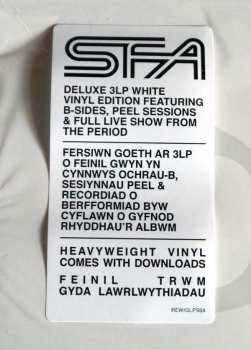 SFA
DELUXE 3LP WHITE
VINYL EDITION FEATURING
B-SIDES, PEEL SESSIONS
& FULL LIVE SHOW FROM
THE PERIOD
FERSIWN GOETH AR 3LP
O FEINIL GWYN YN
CYNNWYS OCHRAU-B,
SESIYNNAU PEEL &
RECORDIAD O
BERFFORMIAD BYW
CYFLAWN O GYFNOD
RHYDDHAU'R ALBWM
HEAVYWEIGHT VINYL
COMES WITH DOWNLOADS
FEINIL TRWM
GYDA LAWRLWYTHIADAU